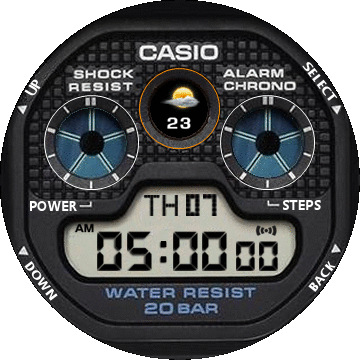 CASIO
SHOCK RESIST
ALARM CHRONO
23
UP
SELECT
POWER
STEPS
TH 07
AM
05:00 00
DOWN
BACK
WATER RESIST
20 BAR